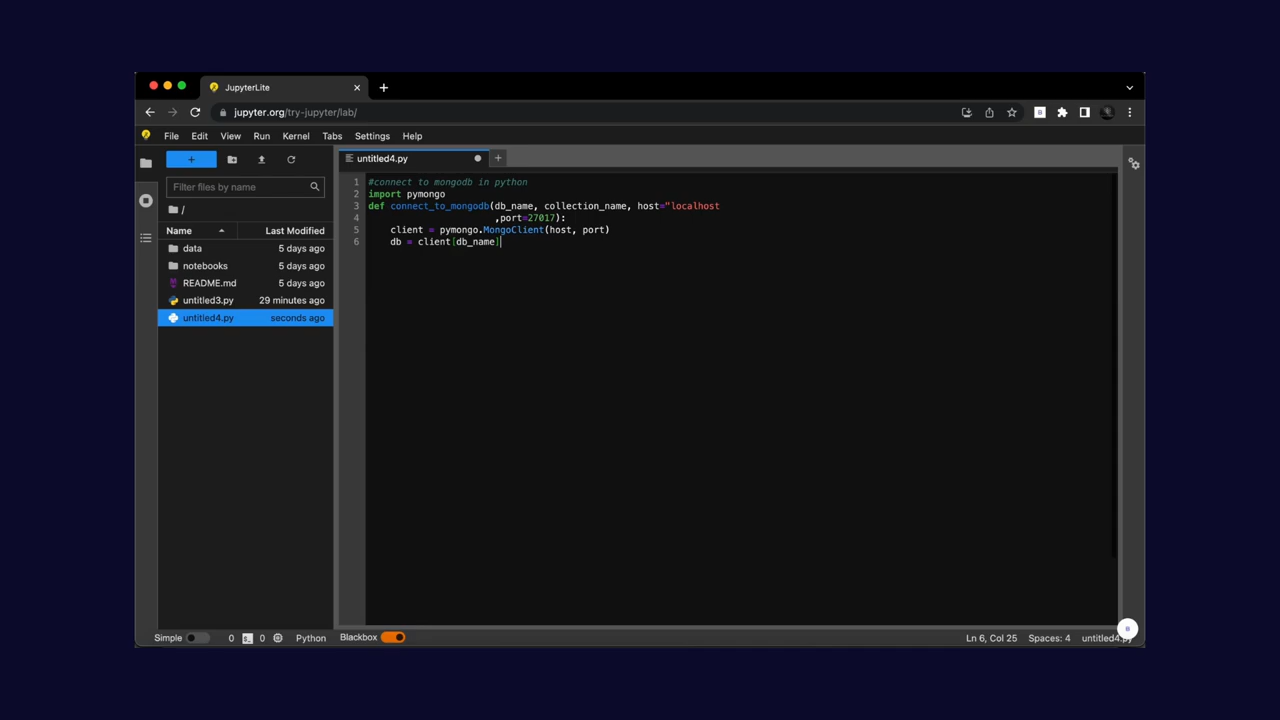 JupyterLite
jupyter.org/try-jupyter/lab/
File Edit View Run Kernel Tabs Settings Help
untitled4.py
Filter files by name
/
Name Last Modified
data 5 days ago
notebooks 5 days ago
README.md 5 days ago
untitled3.py 29 minutes ago
untitled4.py seconds ago
1 #connect to mongodb in python
2 import pymongo
3 def connect_to_mongodb(db_name, collection_name, host="localhost
4 ,port=27017):
5 client = pymongo.MongoClient(host, port)
6 db = client[db_name]
Simple 0 0 Python Blackbox Ln 6, Col 25 Spaces: 4 untitled4.py